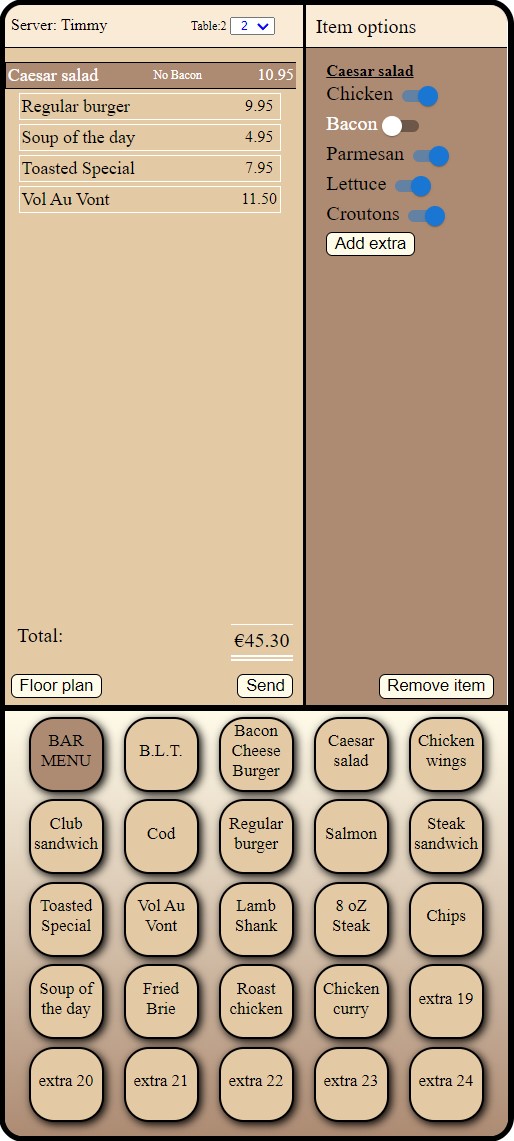 Server: Timmy
Table:2 2
Caesar salad No Bacon 10.95
Regular burger 9.95
Soup of the day 4.95
Toasted Special 7.95
Vol Au Vont 11.50
Total: €45.30
Floor plan Send
Item options
Caesar salad
Chicken
Bacon
Parmesan
Lettuce
Croutons
Add extra
Remove item
BAR
MENU
B.L.T.
Bacon
Cheese
Burger
Caesar
salad
Chicken
wings
Club
sandwich
Cod
Regular
burger
Salmon
Steak
sandwich
Toasted
Special
Vol Au
Vont
Lamb
Shank
8 oZ
Steak
Chips
Soup of
the day
Fried
Brie
Roast
chicken
Chicken
curry
extra 19
extra 20
extra 21
extra 22
extra 23
extra 24